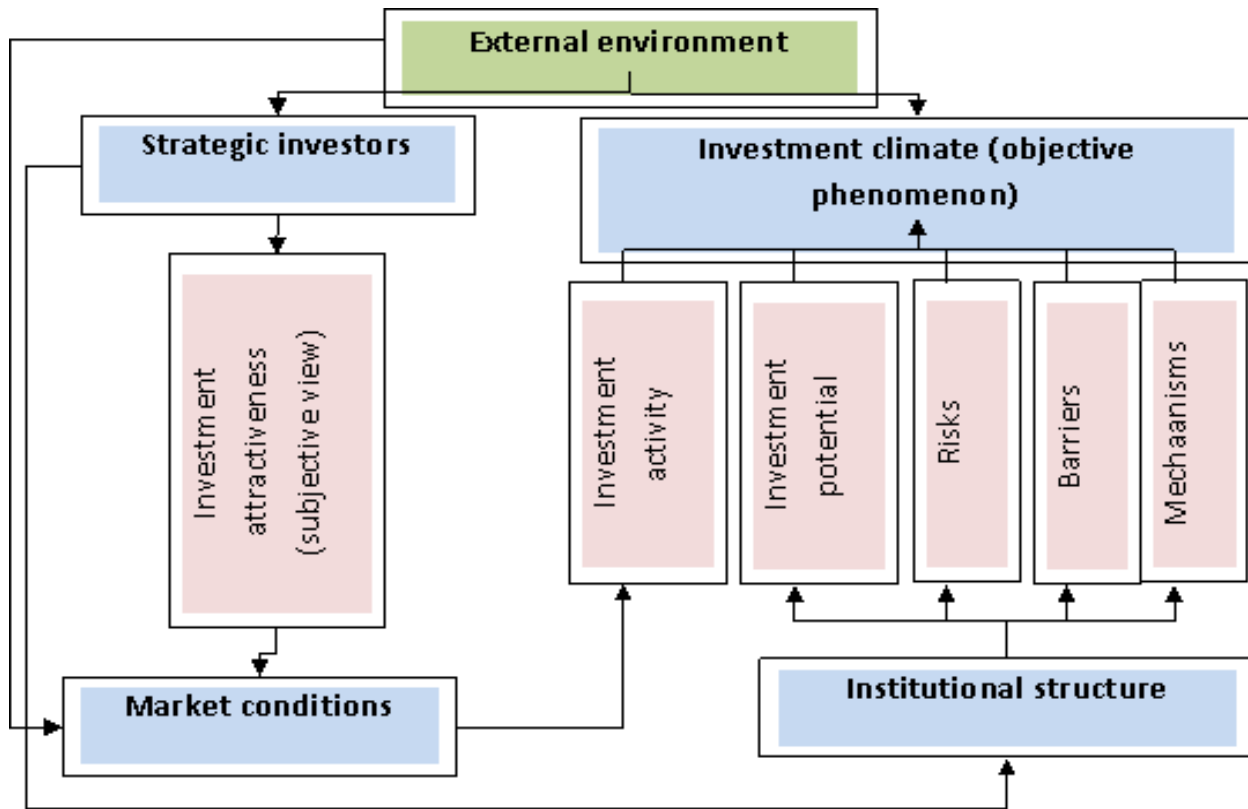 External environment
Strategic investors
Investment climate (objective
phenomenon)
Investment
attractiveness
(subjective view)
Investment
activity
Investment
potential
Risks
Barriers
Mechaanisms
Market conditions
Institutional structure